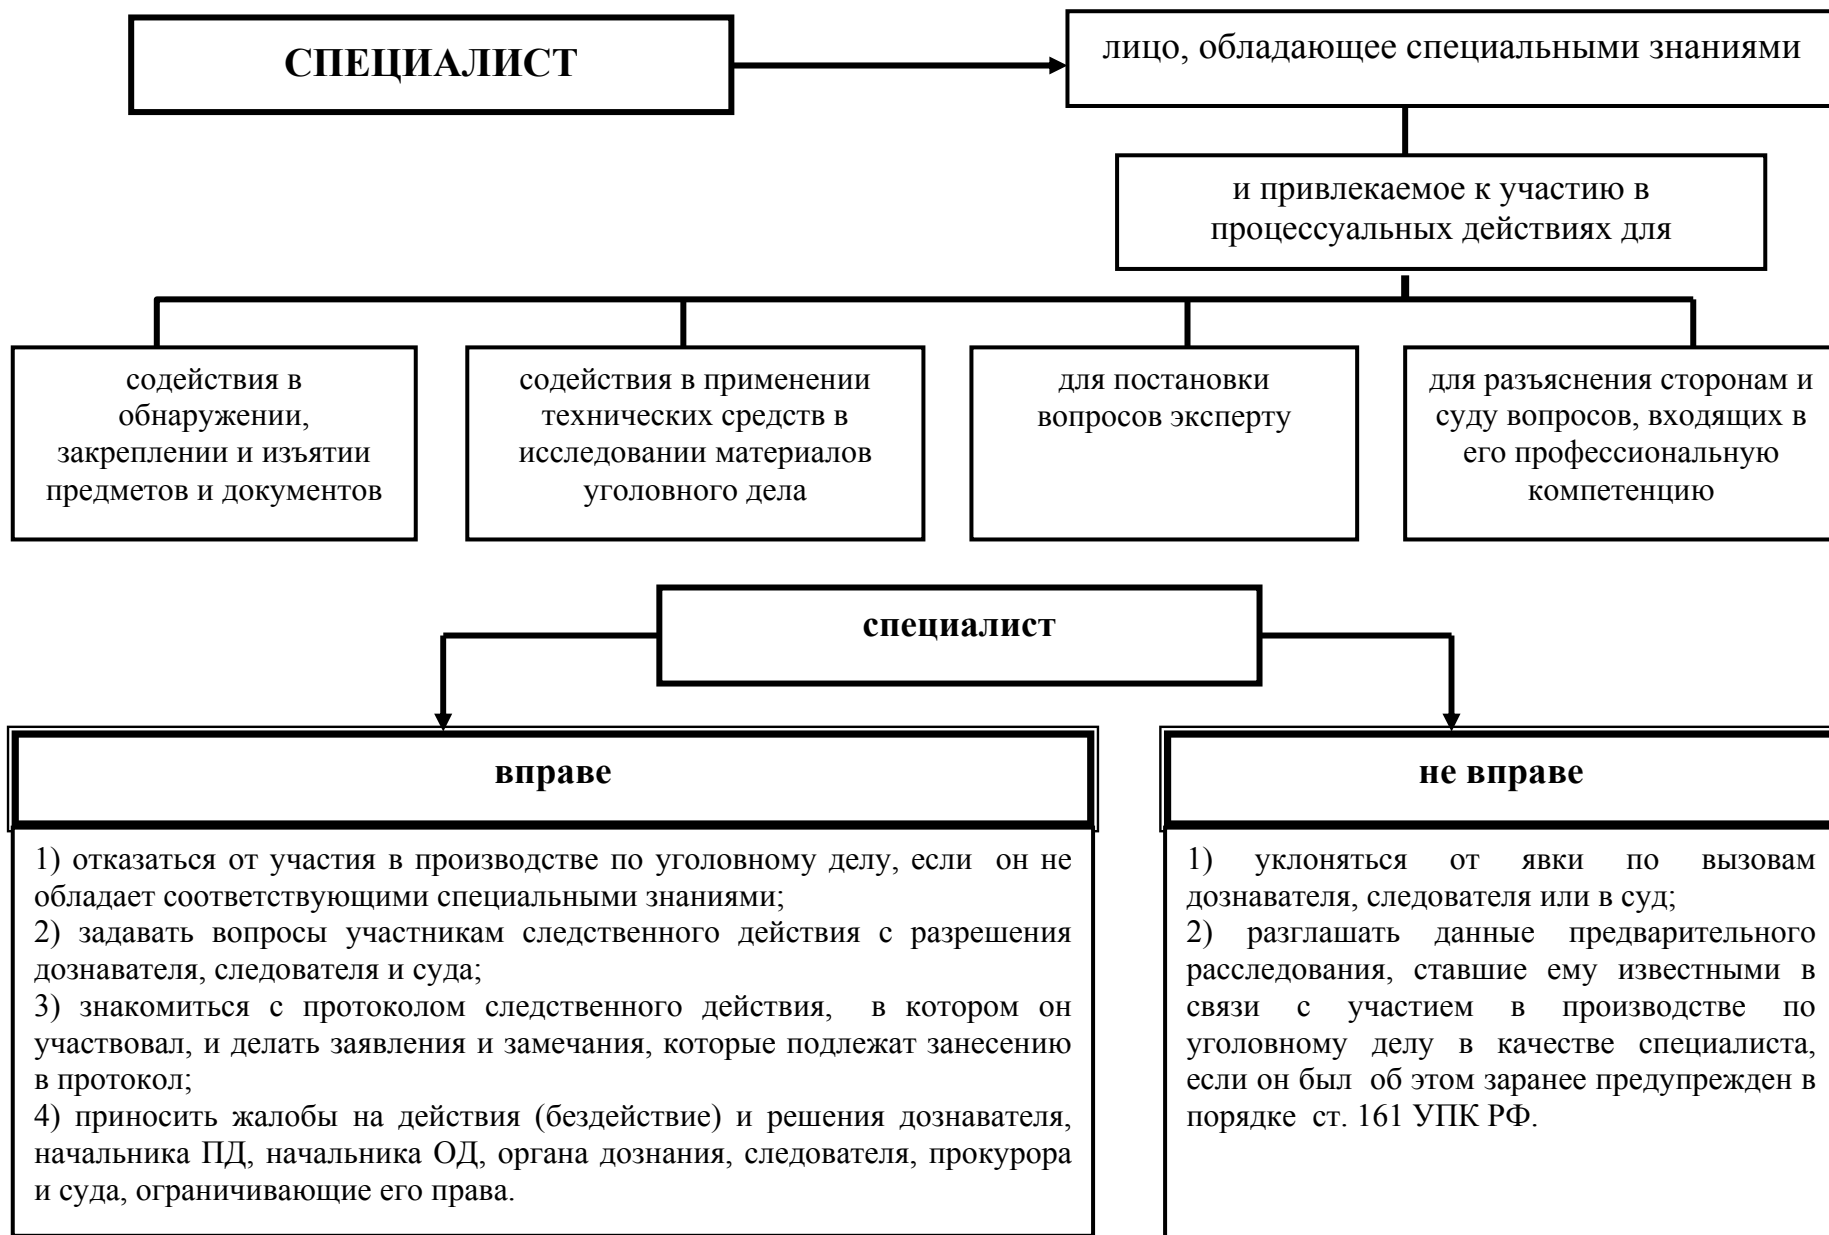 СПЕЦИАЛИСТ
лицо, обладающее специальными знаниями
и привлекаемое к участию в
процессуальных действиях для
содействия в
обнаружении,
закреплении и изъятии
предметов и документов
содействия в применении
технических средств в
исследовании материалов
уголовного дела
для постановки
вопросов эксперту
для разъяснения сторонам и
суду вопросов, входящих в
его профессиональную
компетенцию
специалист
вправе
1) отказаться от участия в производстве по уголовному делу, если он не
обладает соответствующими специальными знаниями;
2) задавать вопросы участникам следственного действия с разрешения
дознавателя, следователя и суда;
3) знакомиться с протоколом следственного действия, в котором он
участвовал, и делать заявления и замечания, которые подлежат занесению
в протокол;
4) приносить жалобы на действия (бездействие) и решения дознавателя,
начальника ПД, начальника ОД, органа дознания, следователя, прокурора
и суда, ограничивающие его права.
не вправе
1) уклоняться от явки по вызовам
дознавателя, следователя или в суд;
2) разглашать данные предварительного
расследования, ставшие ему известными в
связи с участием в производстве по
уголовному делу в качестве специалиста,
если он был об этом заранее предупрежден в
порядке ст. 161 УПК РФ.